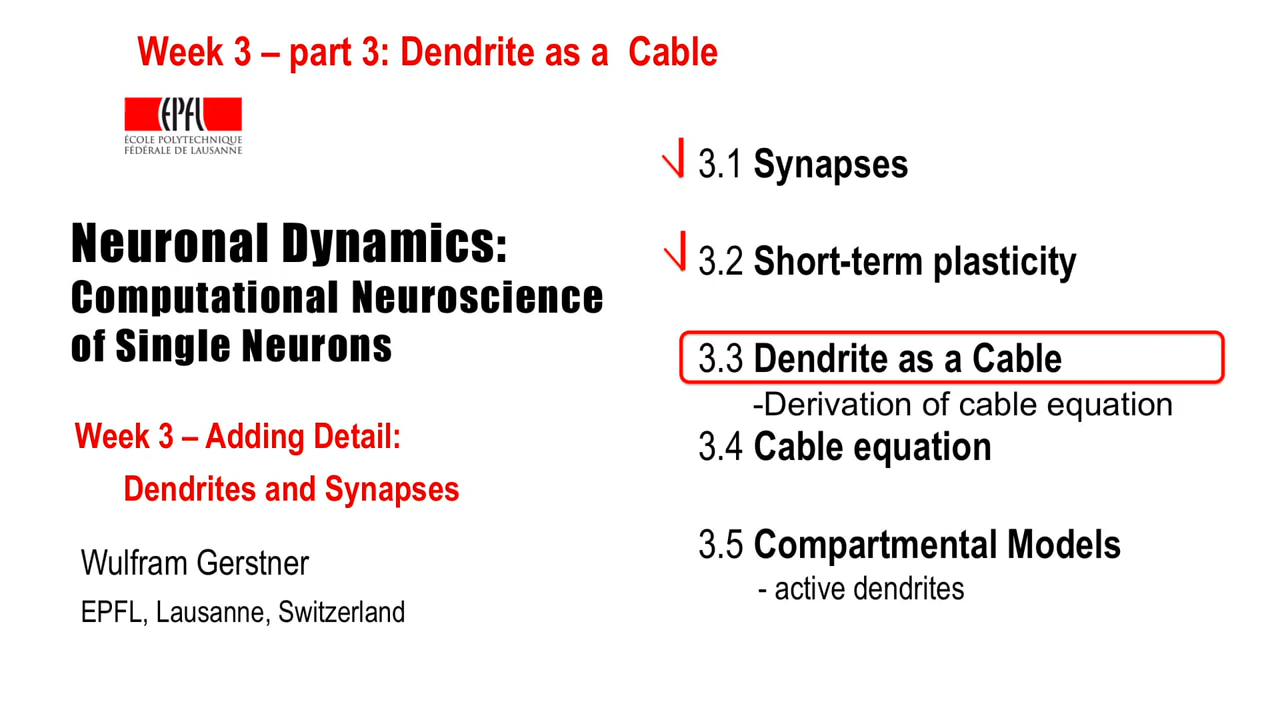 Week 3 – part 3: Dendrite as a Cable
EPFL
ÉCOLE POLYTECHNIQUE
FÉDÉRALE DE LAUSANNE
Neuronal Dynamics:
Computational Neuroscience
of Single Neurons
Week 3 – Adding Detail:
Dendrites and Synapses
Wulfram Gerstner
EPFL, Lausanne, Switzerland
3.1 Synapses
3.2 Short-term plasticity
3.3 Dendrite as a Cable
-Derivation of cable equation
3.4 Cable equation
3.5 Compartmental Models
- active dendrites